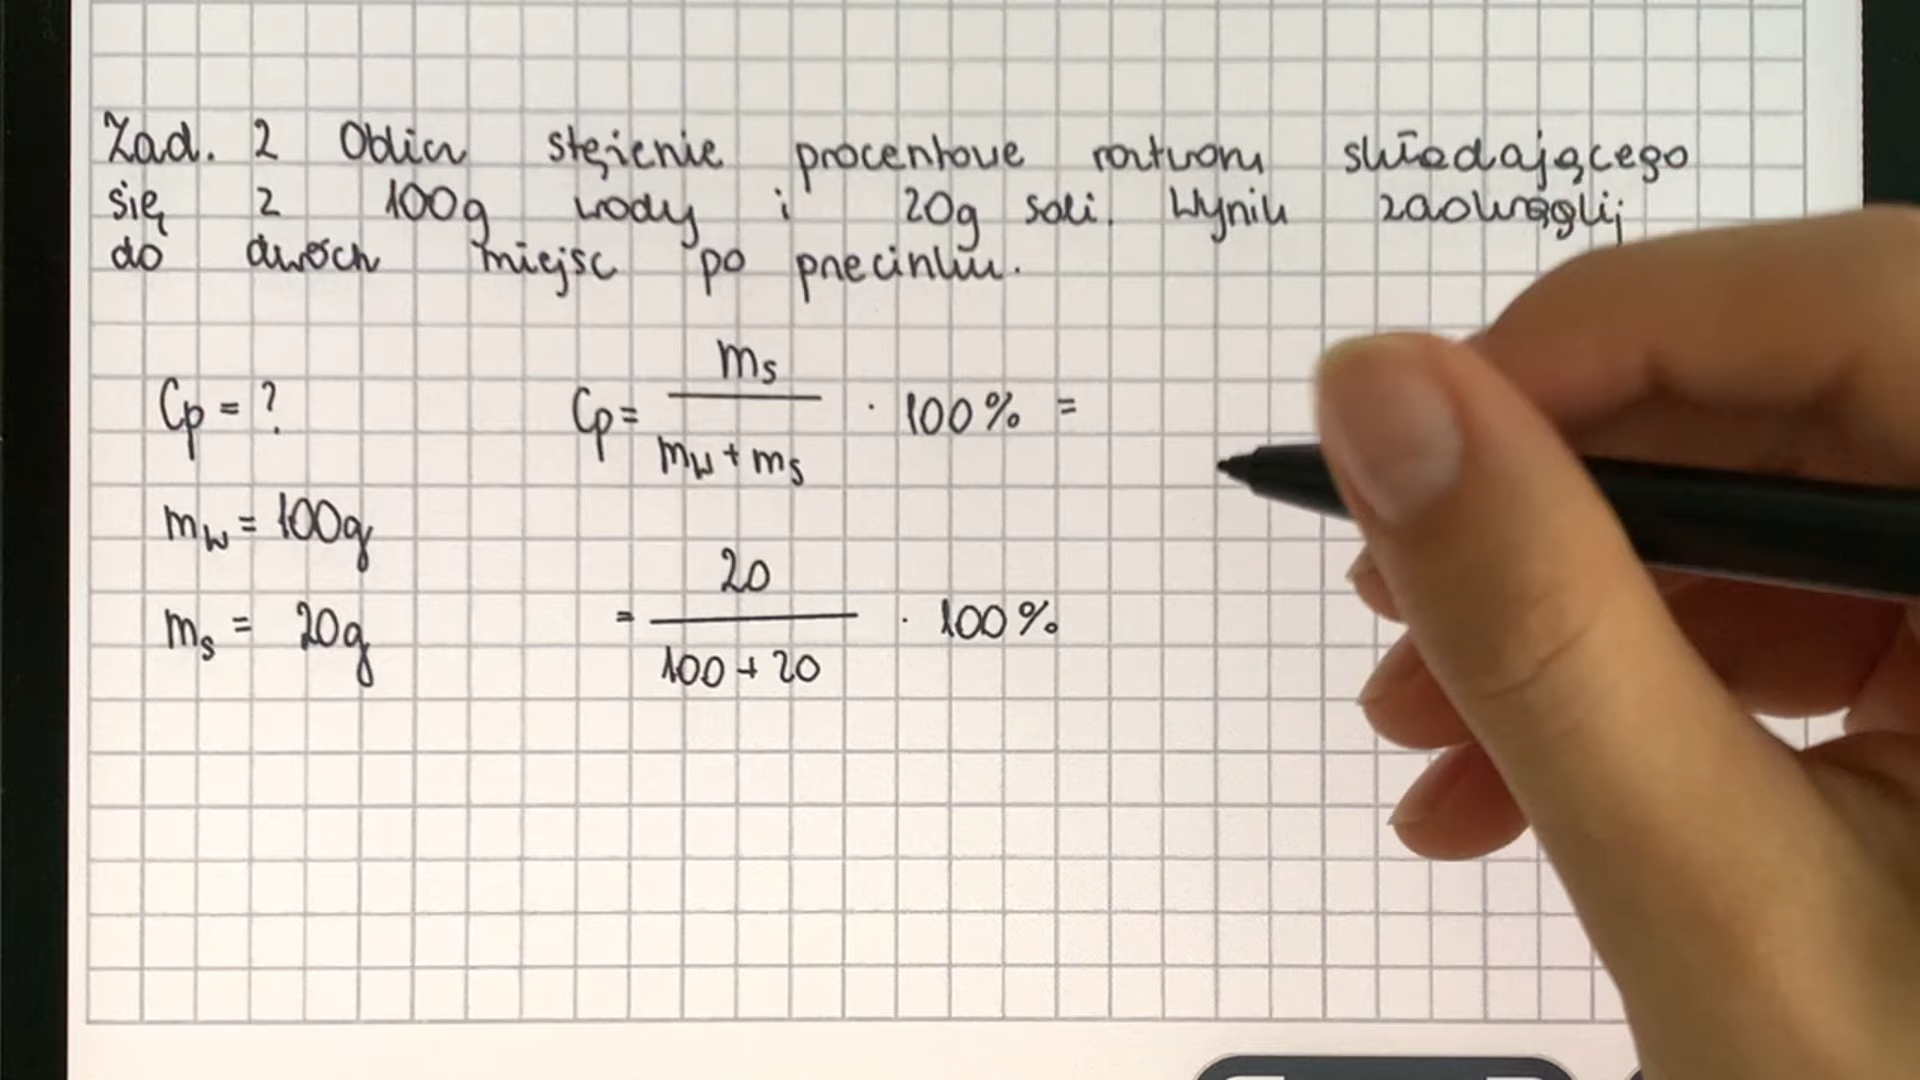 Zad. 2 Oblicz stężenie procentowe roztworu składającego
się z 100g wody i 20g soli. Wynik zaokrąglij
do dwóch miejsc po przecinku.
Cp = ?
mw = 100g
ms = 20g
Cp = ms / (mw + ms) · 100% =
= 20 / (100 + 20) · 100%